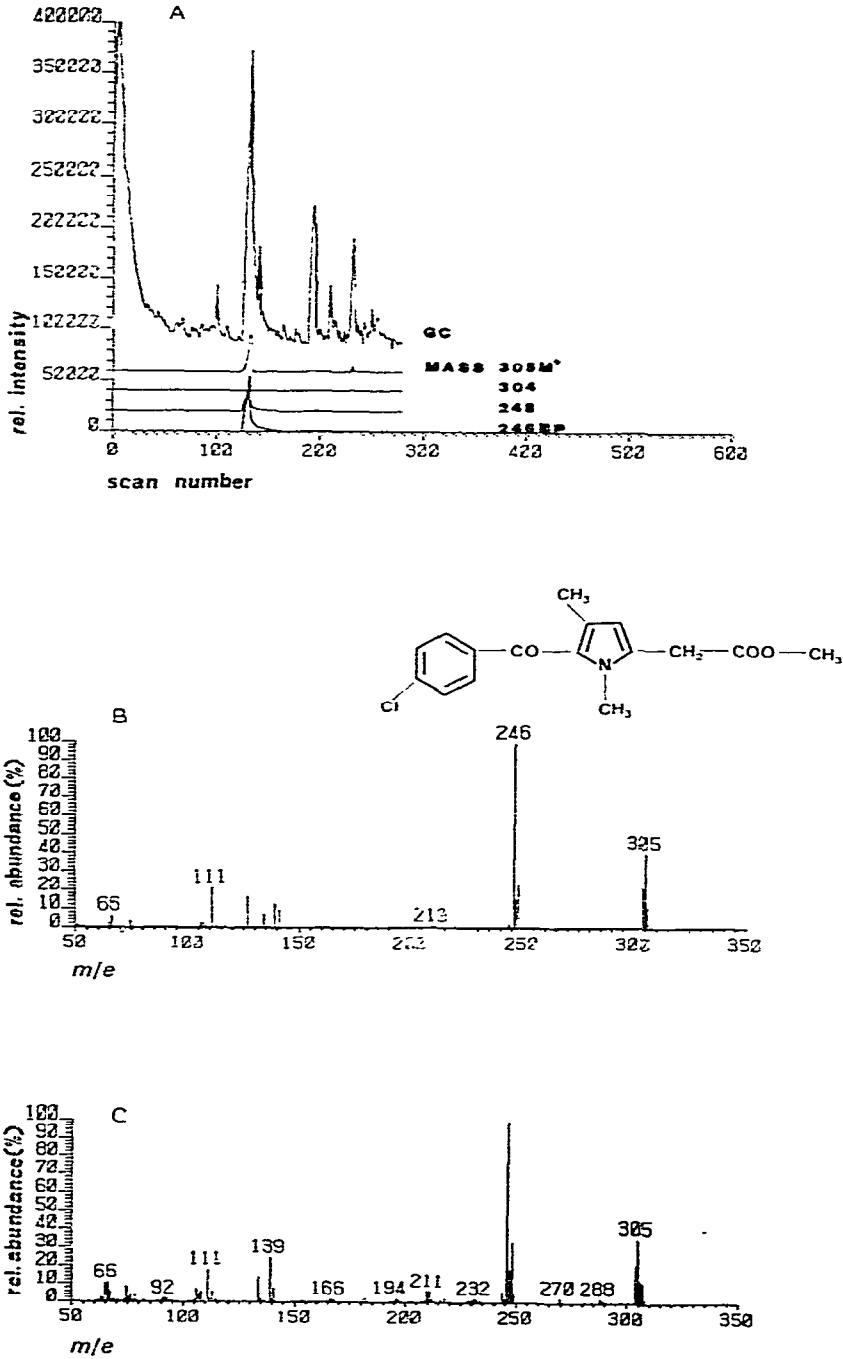 A
400000
350000
300000
250000
200000
150000
100000
50000
0
rel. intensity
GC
MASS 305M+
304
248
246BP
0 100 200 300 400 500 600
scan number
CH3
CO
CH2
COO
CH3
N
Cl
CH3
B
100
90
80
70
60
50
40
30
20
10
0
rel. abundance (%)
246
305
111
65
213
50 100 150 200 250 300 350
m/e
C
100
90
80
70
60
50
40
30
20
10
0
rel. abundance (%)
305
139
111
66
92
166
194
211
232
270
288
50 100 150 200 250 300 350
m/e